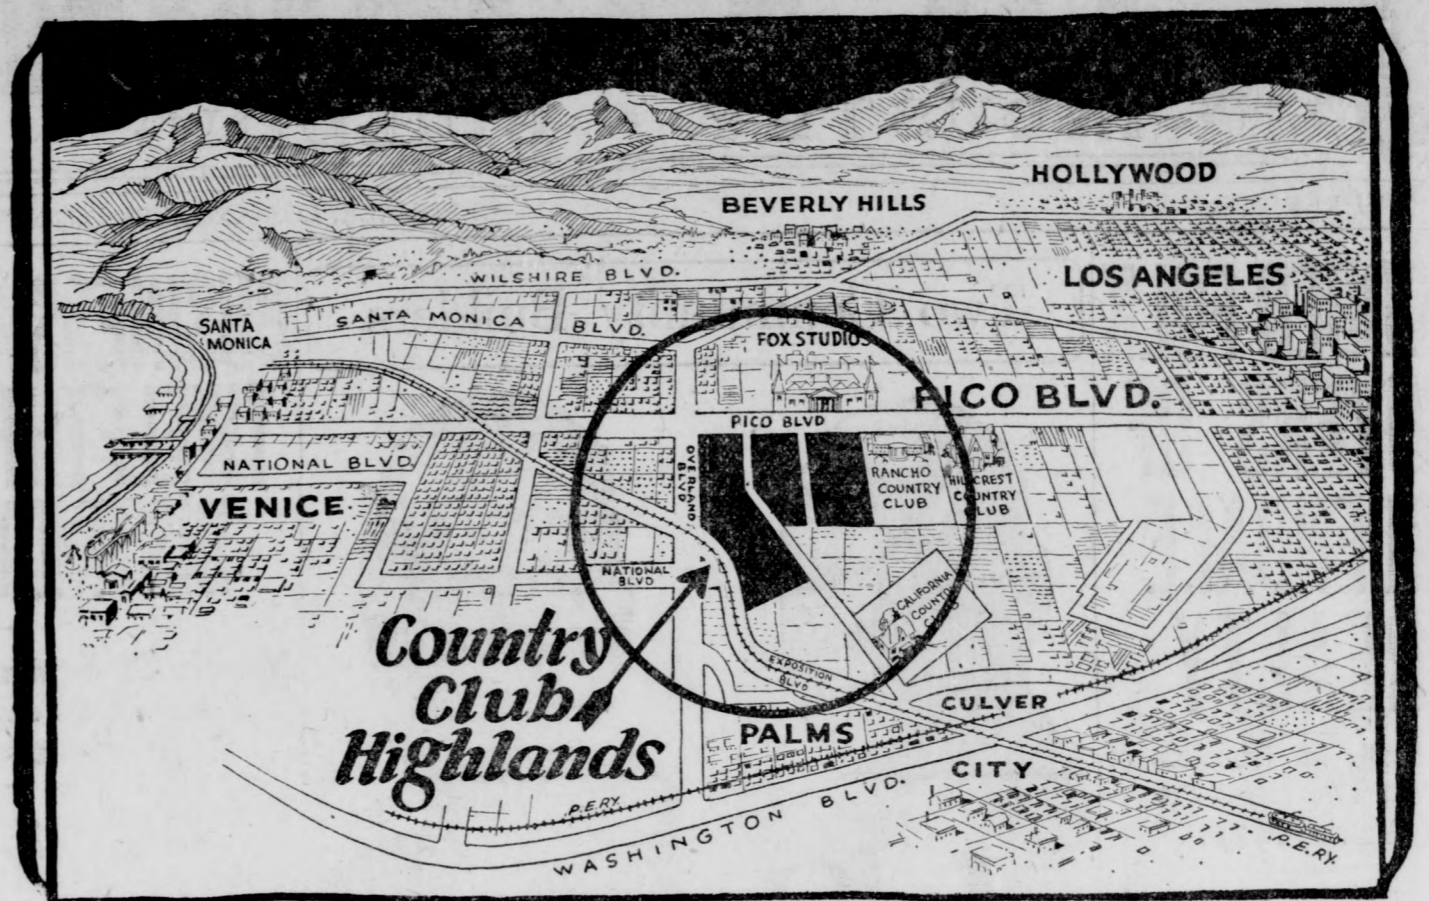 HOLLYWOOD
BEVERLY HILLS
WILSHIRE BLVD.
LOS ANGELES
SANTA
MONICA
SANTA MONICA BLVD.
FOX STUDIOS
PICO BLVD.
PICO BLVD
NATIONAL BLVD.
OVERLAND
BLVD
RANCHO
COUNTRY
CLUB
HILLCREST
COUNTRY
CLUB
VENICE
NATIONAL
BLVD
CALIFORNIA
COUNTRY
CLUB
Country
Club
Highlands
EXPOSITION
BLVD
CULVER
CITY
PALMS
P.E.RY.
WASHINGTON BLVD.
P.E.RY.